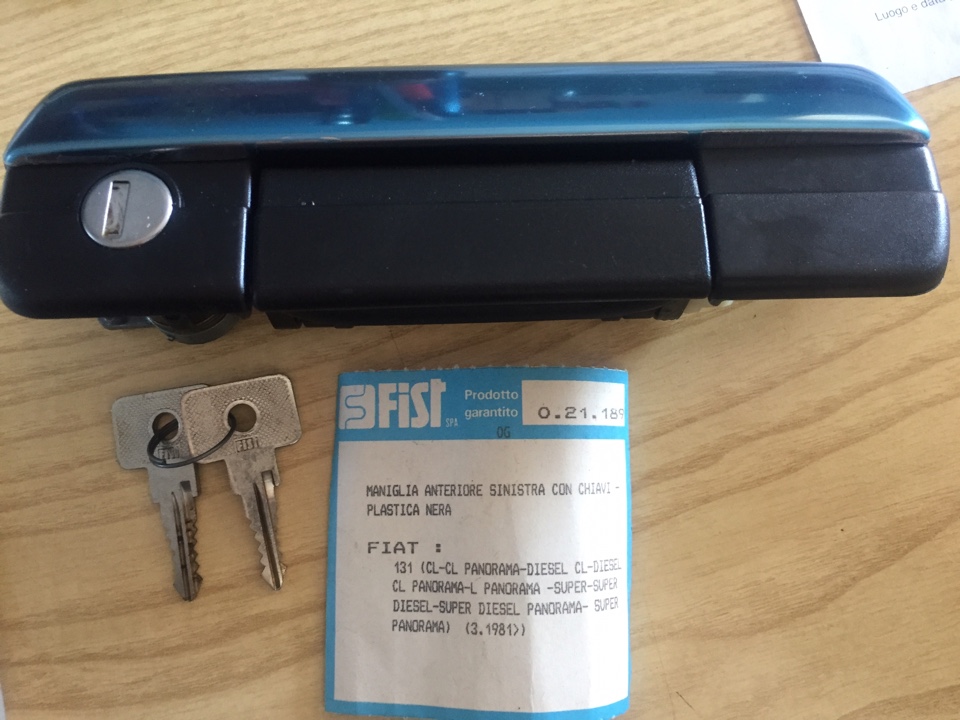 Luogo e data
FIST
FIST SPA
Prodotto
garantito
0.21.189
OG
MANIGLIA ANTERIORE SINISTRA CON CHIAVI -
PLASTICA NERA
FIAT :
131 (CL-CL PANORAMA-DIESEL CL-DIESEL
CL PANORAMA-L PANORAMA -SUPER-SUPER
DIESEL-SUPER DIESEL PANORAMA- SUPER
PANORAMA) (3.1981>)